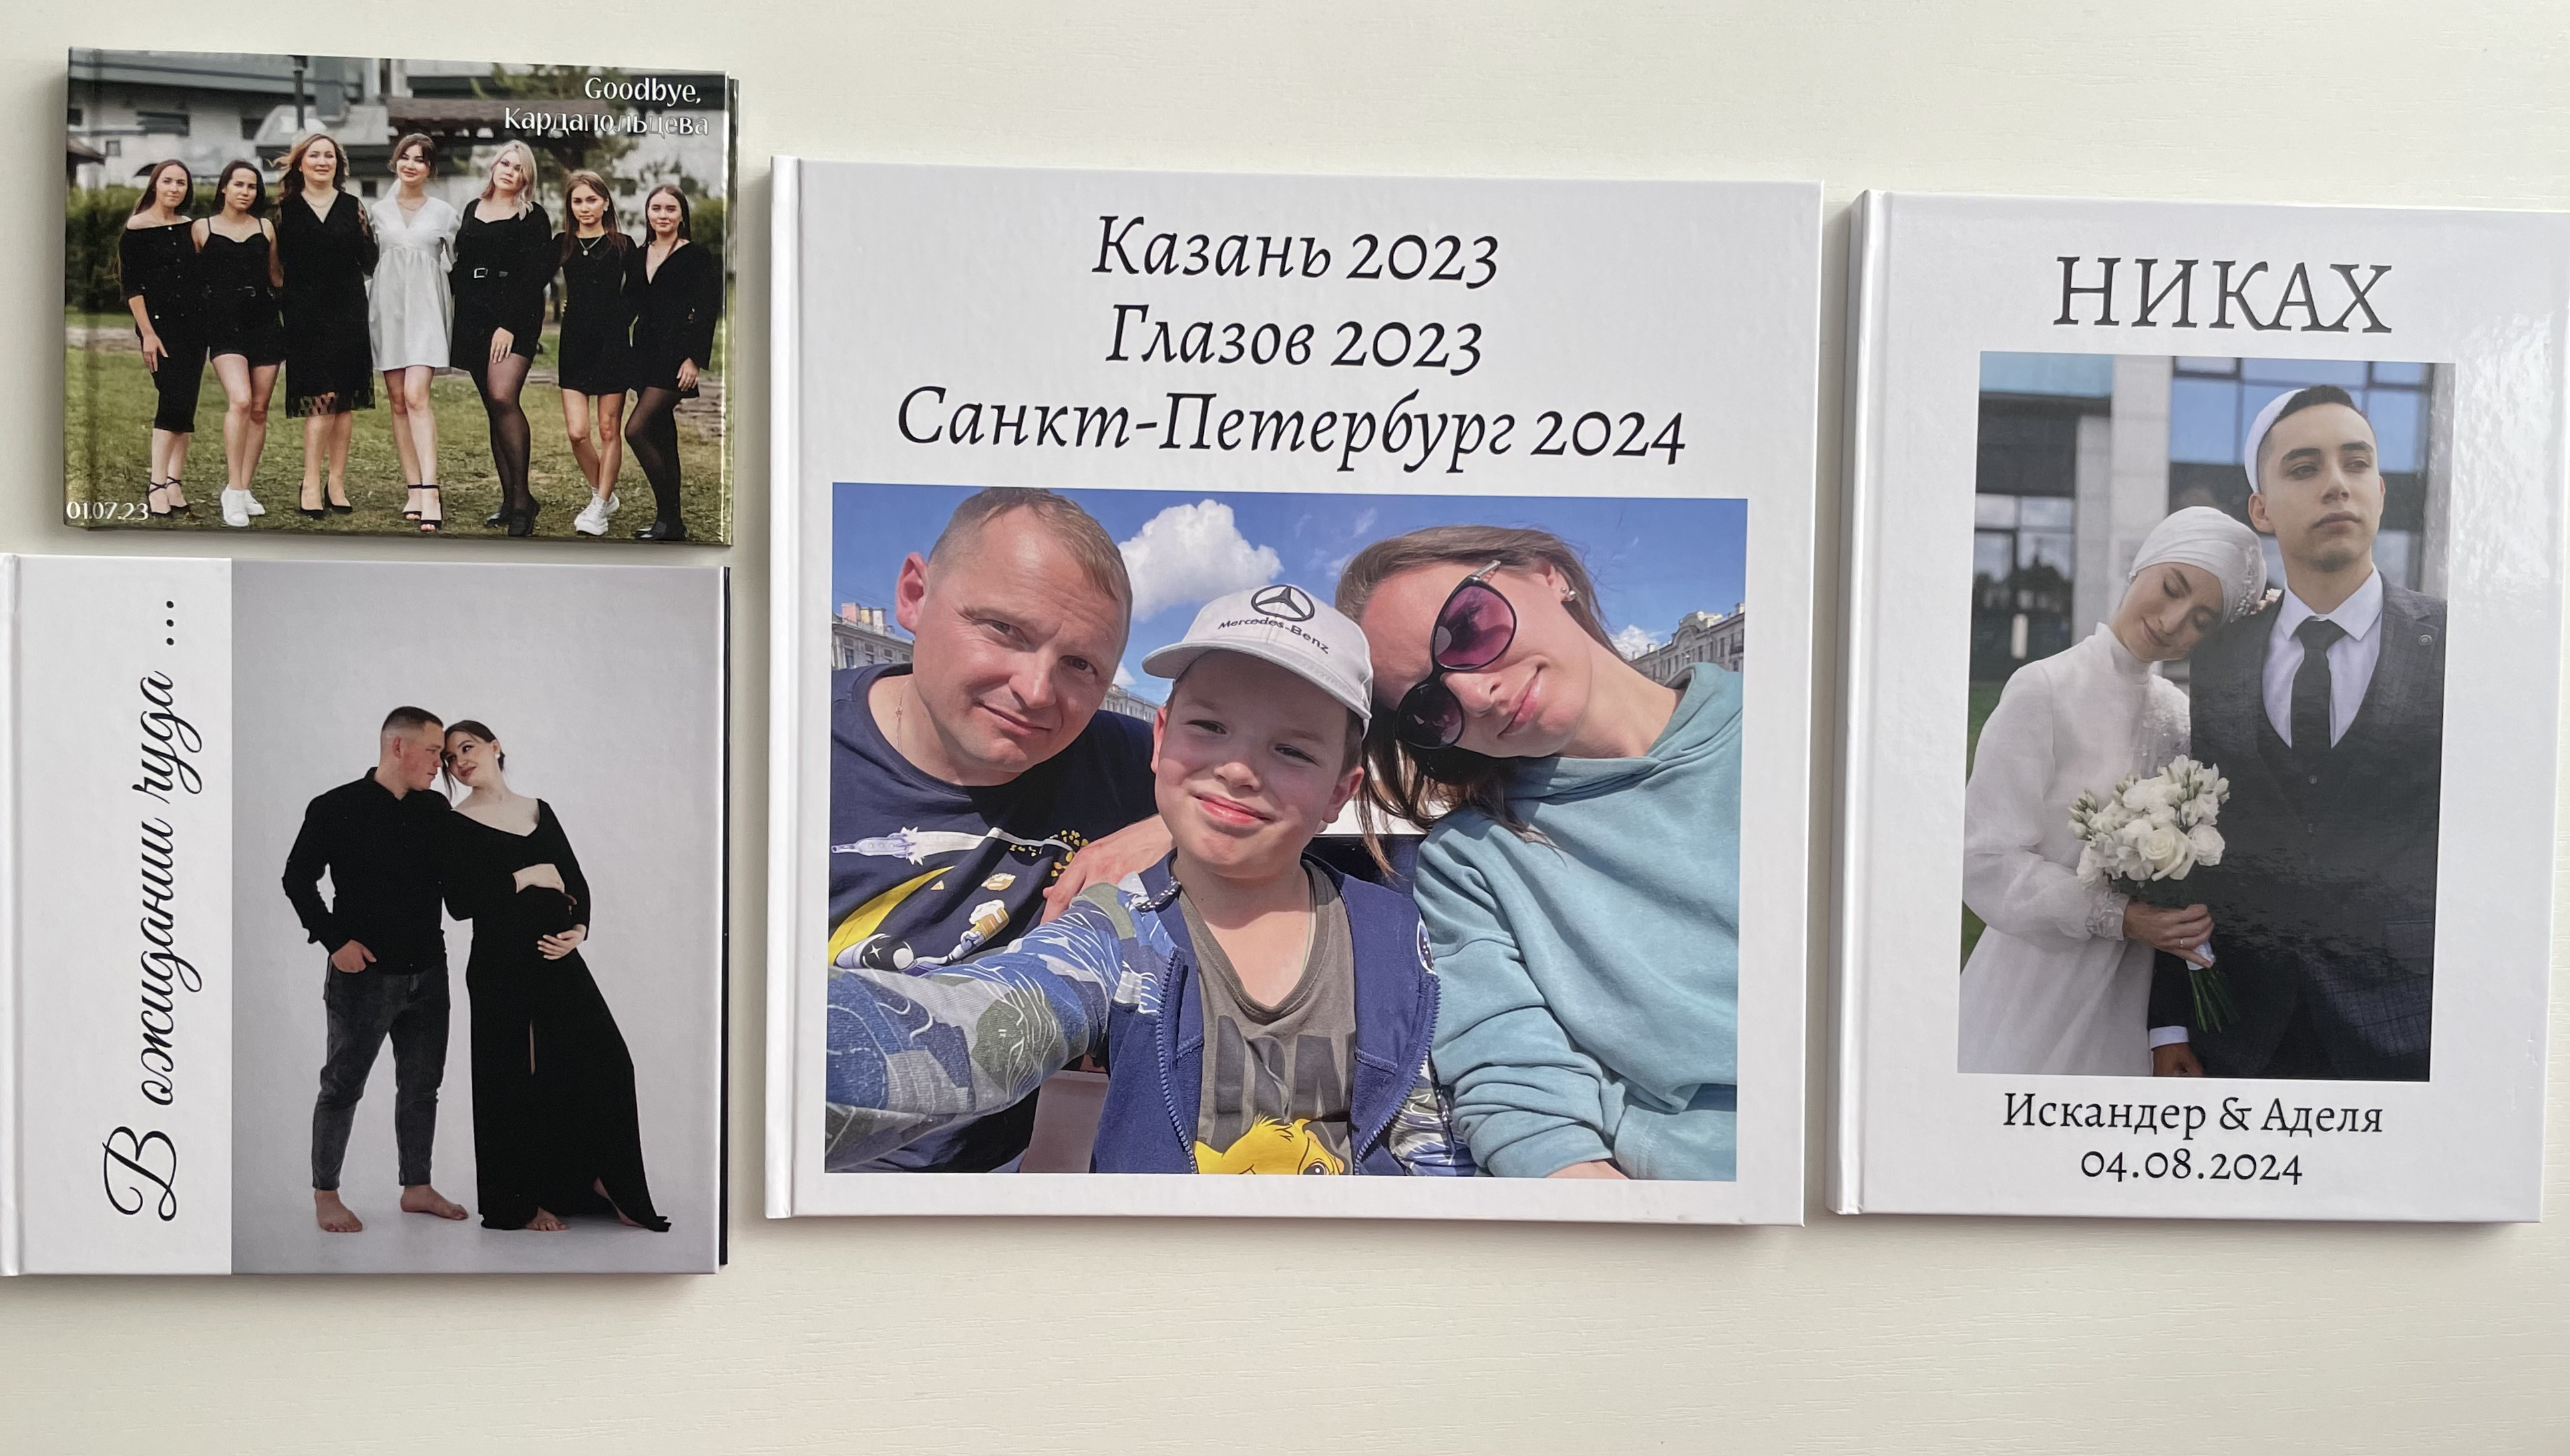 Goodbye,
Кардапольцева
01.07.23
В ожидании чуда ...
Казань 2023
Глазов 2023
Санкт-Петербург 2024
Mercedes-Benz
НИКАХ
Искандер & Аделя
04.08.2024